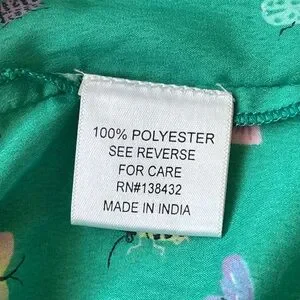 100% POLYESTER
SEE REVERSE
FOR CARE
RN#138432
MADE IN INDIA